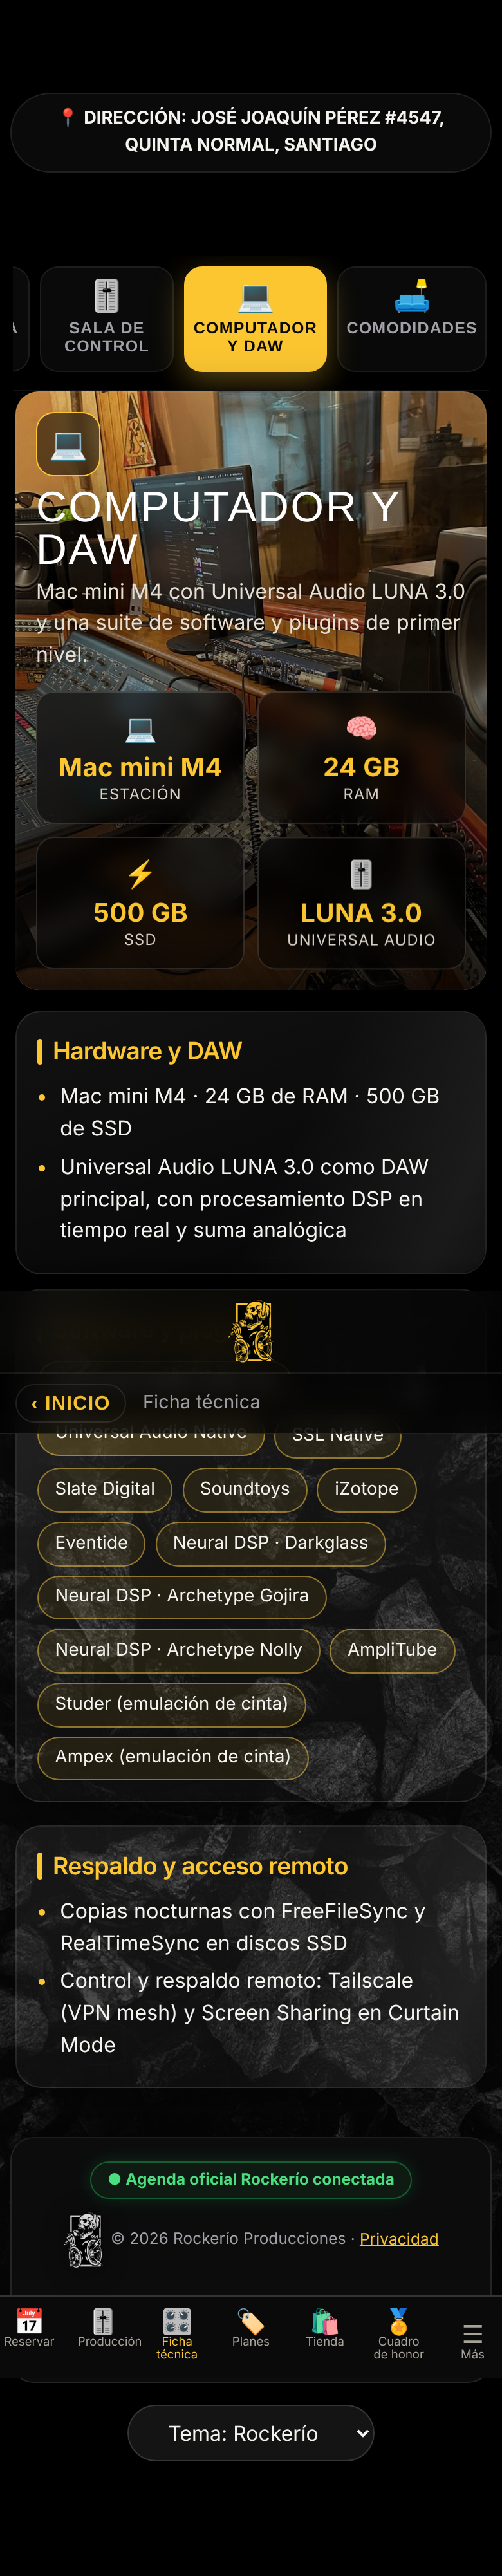 DIRECCIÓN: JOSÉ JOAQUÍN PÉREZ #4547,
QUINTA NORMAL, SANTIAGO
A
SALA DE
CONTROL
COMPUTADOR
Y DAW
COMODIDADES
COMPUTADOR Y
DAW
Mac mini M4 con Universal Audio LUNA 3.0
y una suite de software y plugins de primer
nivel.
Mac mini M4
ESTACIÓN
24 GB
RAM
500 GB
SSD
LUNA 3.0
UNIVERSAL AUDIO
Hardware y DAW
• Mac mini M4 · 24 GB de RAM · 500 GB
de SSD
• Universal Audio LUNA 3.0 como DAW
principal, con procesamiento DSP en
tiempo real y suma analógica
‹ INICIO
Ficha técnica
Universal Audio Native
SSL Native
Slate Digital
Soundtoys
iZotope
Eventide
Neural DSP · Darkglass
Neural DSP · Archetype Gojira
Neural DSP · Archetype Nolly
AmpliTube
Studer (emulación de cinta)
Ampex (emulación de cinta)
Respaldo y acceso remoto
• Copias nocturnas con FreeFileSync y
RealTimeSync en discos SSD
• Control y respaldo remoto: Tailscale
(VPN mesh) y Screen Sharing en Curtain
Mode
● Agenda oficial Rockerío conectada
© 2026 Rockerío Producciones · Privacidad
July
17
Reservar
Producción
Ficha
técnica
Planes
Tienda
Cuadro
de honor
Más
Tema: Rockerío